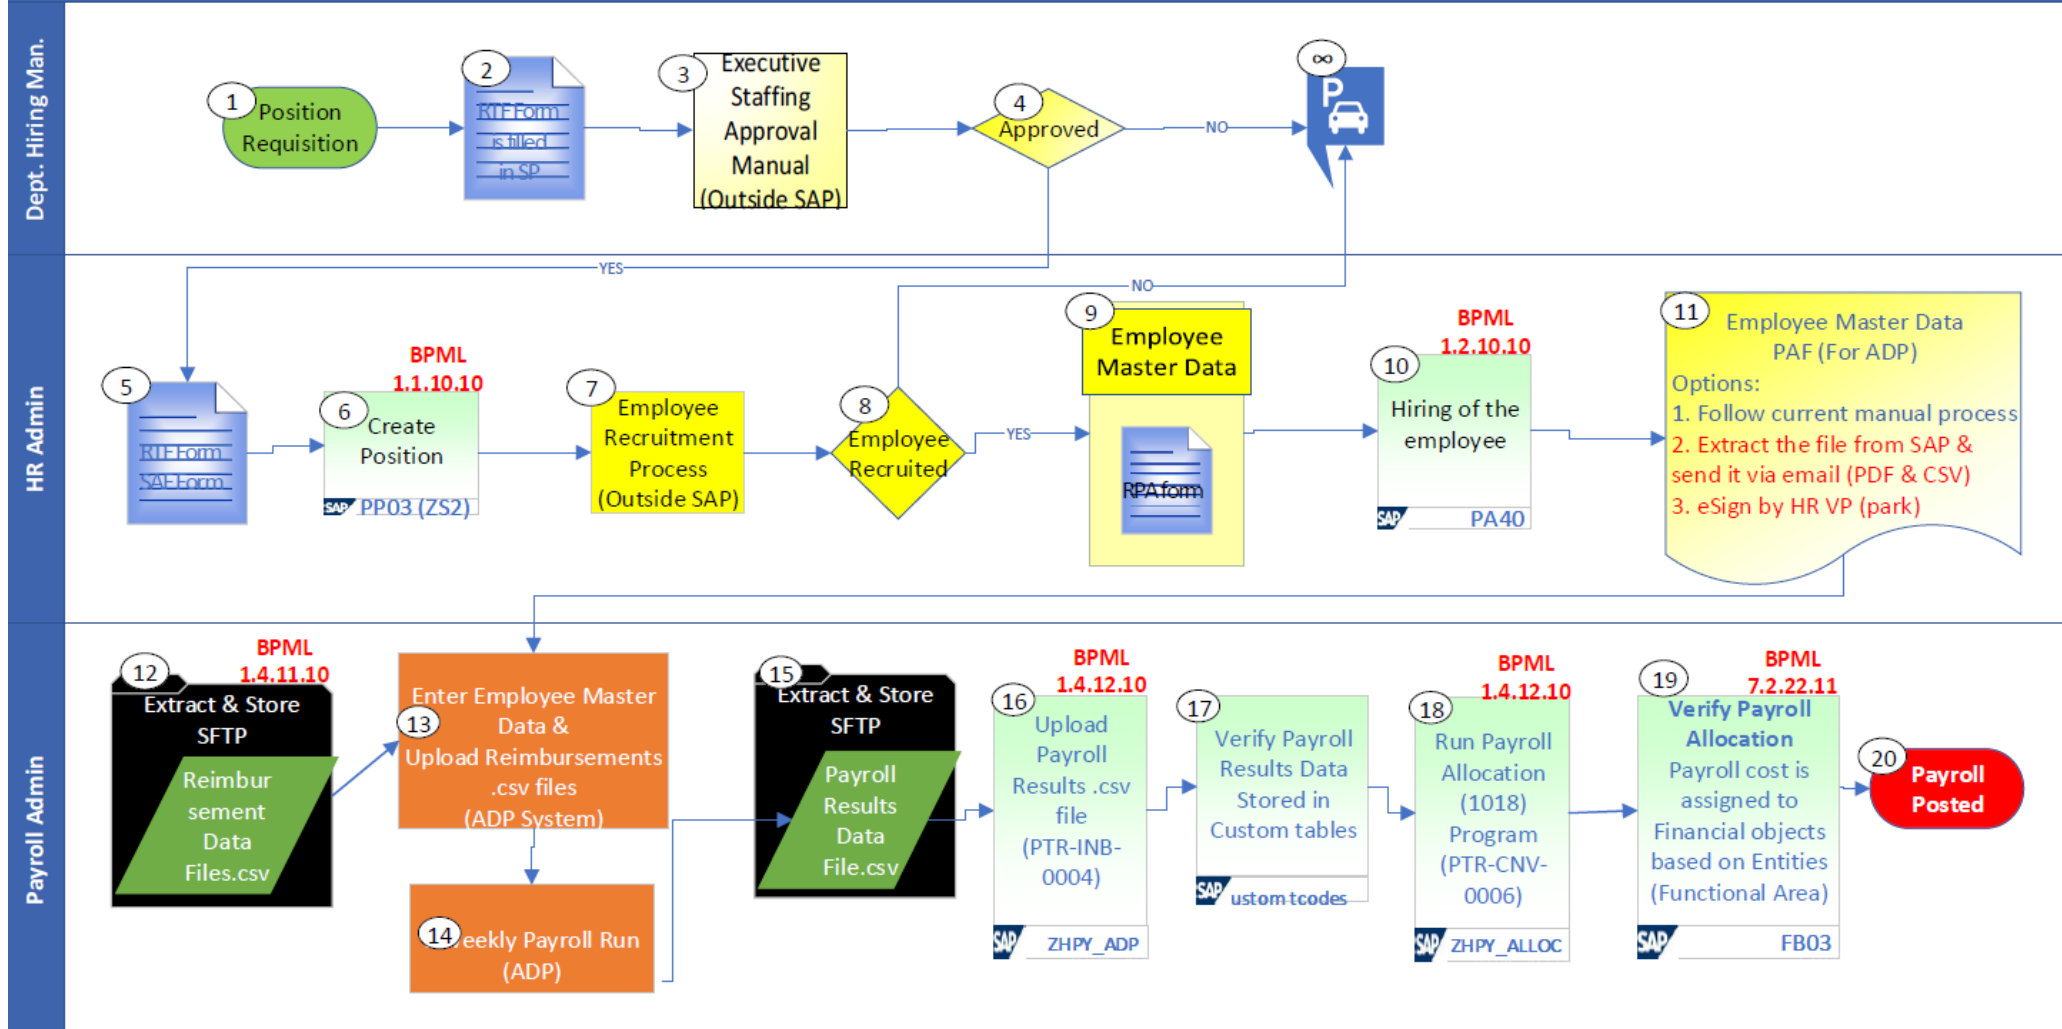 Dept. Hiring Man.
1
Position
Requisition
2
RTF Form
is filled
in SP
3
Executive
Staffing
Approval
Manual
(Outside SAP)
4
Approved
NO
∞
P
YES
NO
HR Admin
5
RTF Form
SAF Form
BPML
1.1.10.10
6
Create
Position
SAP
PP03 (ZS2)
7
Employee
Recruitment
Process
(Outside SAP)
8
Employee
Recruited
YES
9
Employee
Master Data
RPA form
BPML
1.2.10.10
10
Hiring of the
employee
SAP
PA40
11
Employee Master Data
PAF (For ADP)
Options:
1. Follow current manual process
2. Extract the file from SAP &
send it via email (PDF & CSV)
3. eSign by HR VP (park)
Payroll Admin
12
BPML
1.4.11.10
Extract & Store
SFTP
Reimbur
sement
Data
Files.csv
13
Enter Employee Master
Data &
Upload Reimbursements
.csv files
(ADP System)
14
eekly Payroll Run
(ADP)
15
Extract & Store
SFTP
Payroll
Results
Data
File.csv
BPML
1.4.12.10
16
Upload
Payroll
Results .csv
file
(PTR-INB-
0004)
SAP
ZHPY_ADP
17
Verify Payroll
Results Data
Stored in
Custom tables
SAP
ustom tcodes
BPML
1.4.12.10
18
Run Payroll
Allocation
(1018)
Program
(PTR-CNV-
0006)
SAP
ZHPY_ALLOC
BPML
7.2.22.11
19
Verify Payroll
Allocation
Payroll cost is
assigned to
Financial objects
based on Entities
(Functional Area)
SAP
FB03
20
Payroll
Posted